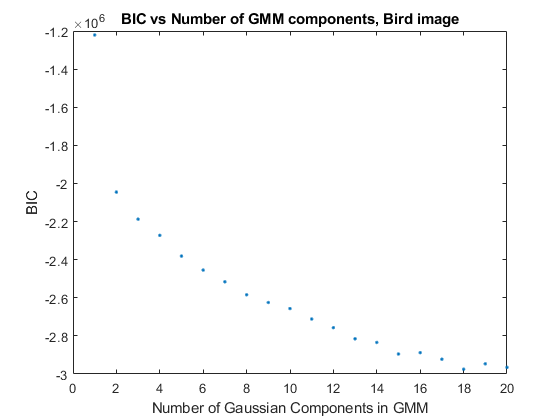 BIC vs Number of GMM components, Bird image
×10⁶
-1.2
-1.4
-1.6
-1.8
-2
-2.2
-2.4
-2.6
-2.8
-3
BIC
0 2 4 6 8 10 12 14 16 18 20
Number of Gaussian Components in GMM